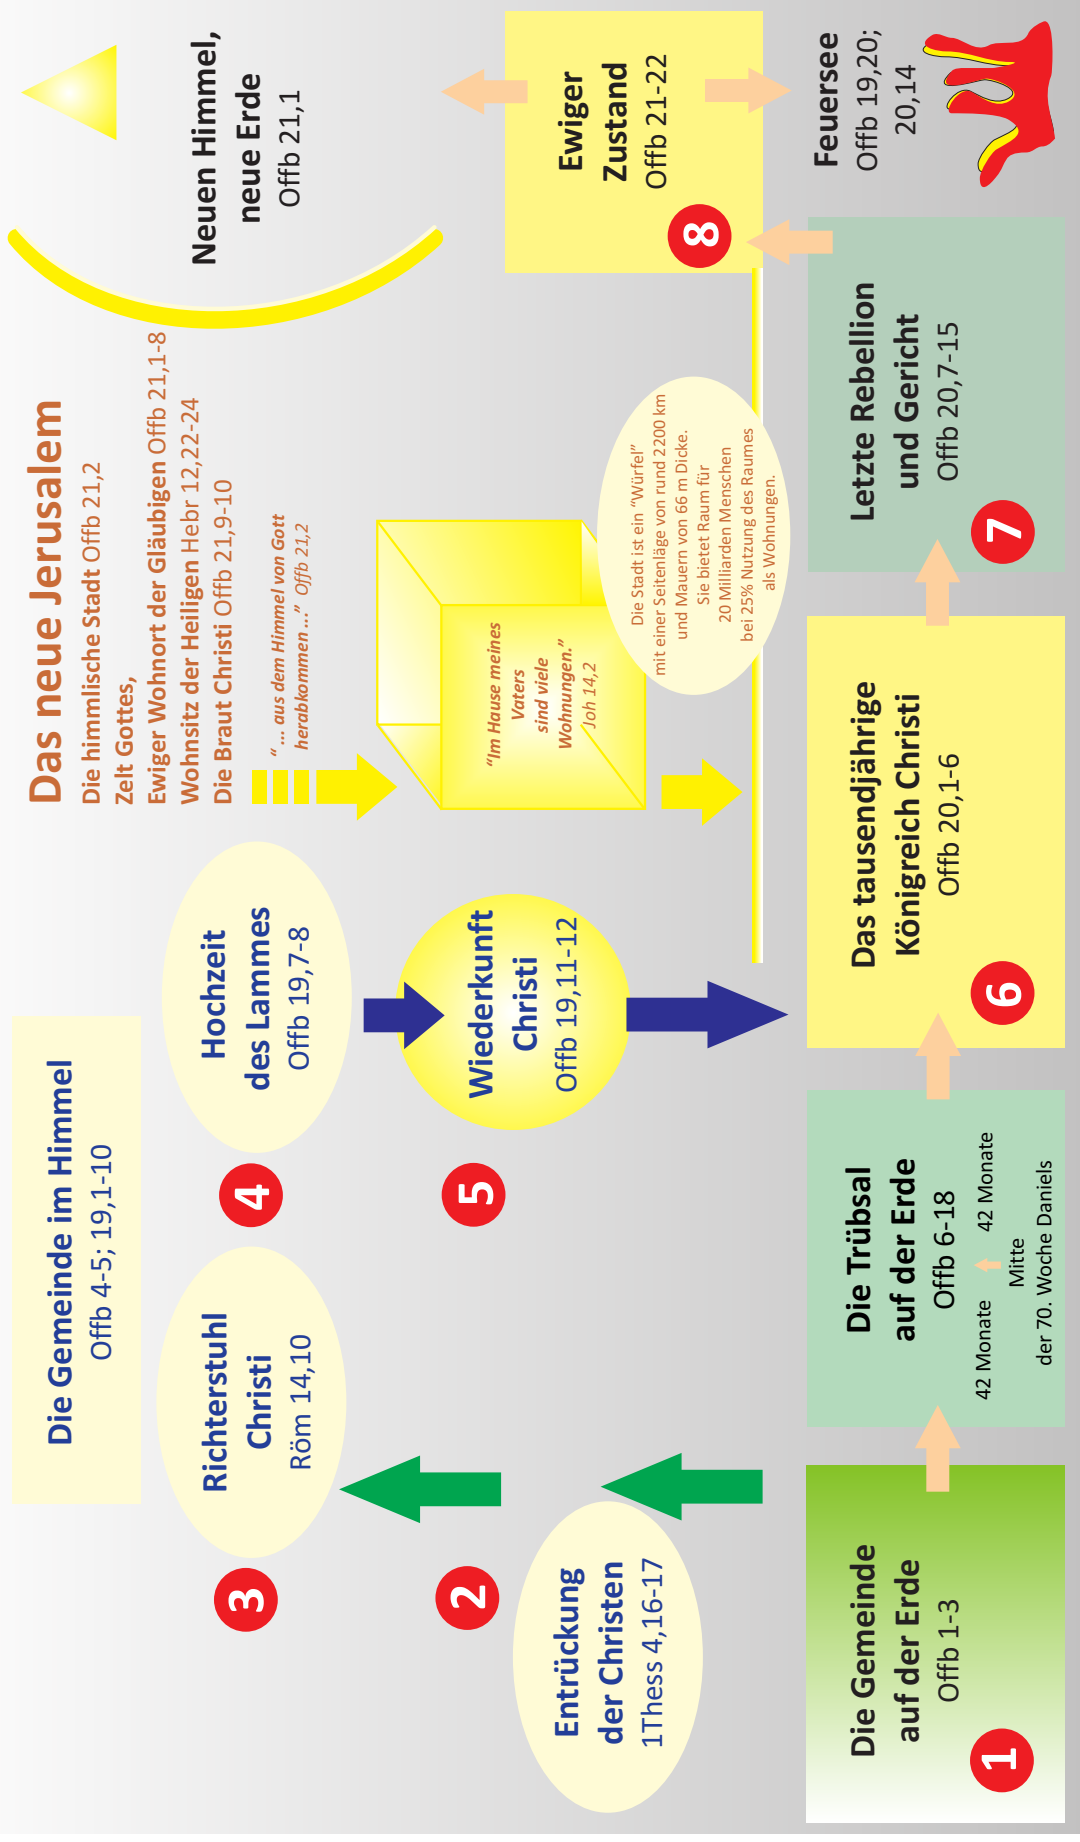 Die Gemeinde im Himmel
Offb 4-5; 19,1-10
Das neue Jerusalem
Die himmlische Stadt Offb 21,2
Zelt Gottes,
Ewiger Wohnort der Gläubigen Offb 21,1-8
Wohnsitz der Heiligen Hebr 12,22-24
Die Braut Christi Offb 21,9-10
" ... aus dem Himmel von Gott
herabkommen ..." Offb 21,2
Neuen Himmel,
neue Erde
Offb 21,1
3
Richterstuhl
Christi
Röm 14,10
4
Hochzeit
des Lammes
Offb 19,7-8
2
Entrückung
der Christen
1Thess 4,16-17
5
Wiederkunft
Christi
Offb 19,11-12
"Im Hause meines
Vaters
sind viele
Wohnungen."
Joh 14,2
Die Stadt ist ein "Würfel"
mit einer Seitenläge von rund 2200 km
und Mauern von 66 m Dicke.
Sie bietet Raum für
20 Milliarden Menschen
bei 25% Nutzung des Raumes
als Wohnungen.
8
Ewiger
Zustand
Offb 21-22
1
Die Gemeinde
auf der Erde
Offb 1-3
Die Trübsal
auf der Erde
Offb 6-18
42 Monate 42 Monate
Mitte
der 70. Woche Daniels
6
Das tausendjährige
Königreich Christi
Offb 20,1-6
7
Letzte Rebellion
und Gericht
Offb 20,7-15
Feuersee
Offb 19,20;
20,14